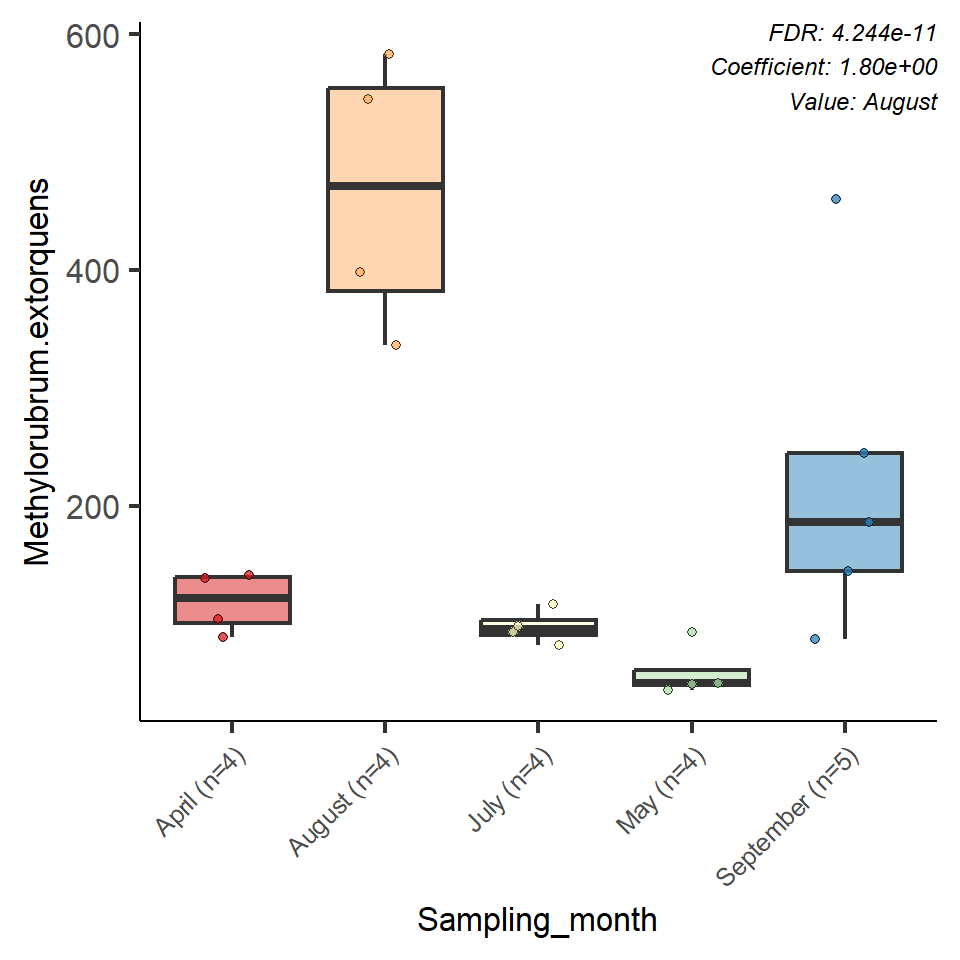 FDR: 4.244e-11
Coefficient: 1.80e+00
Value: August
Methylorubrum.extorquens
600
400
200
April (n=4)
August (n=4)
July (n=4)
May (n=4)
September (n=5)
Sampling_month